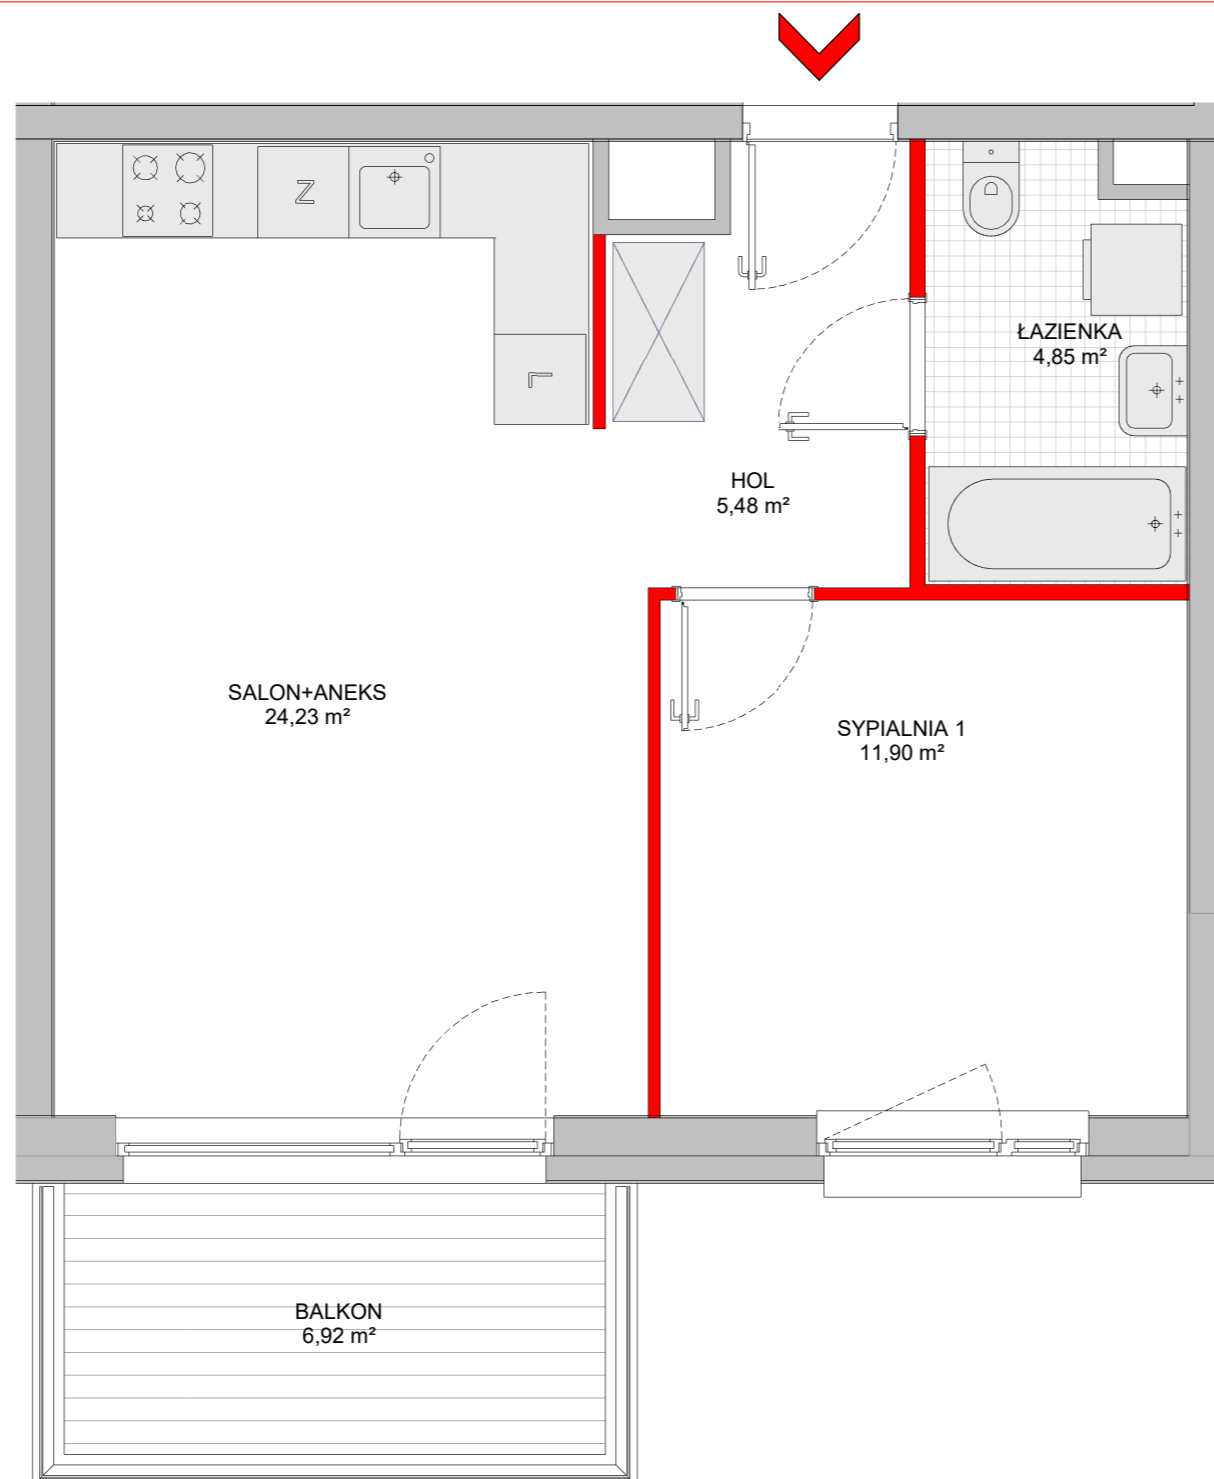 Z
L
ŁAZIENKA
4,85 m²
HOL
5,48 m²
SALON+ANEKS
24,23 m²
SYPIALNIA 1
11,90 m²
BALKON
6,92 m²